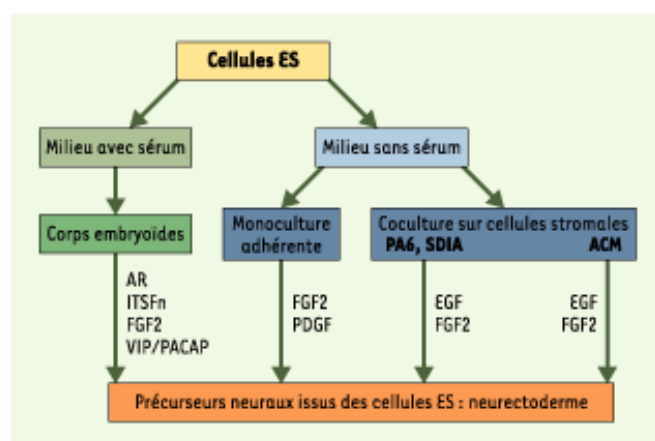 Cellules ES
Milieu avec sérum
Milieu sans sérum
Corps embryoïdes
Monoculture
adhérente
Coculture sur cellules stromales
PA6, SDIA ACM
AR
ITSFn
FGF2
VIP/PACAP
FGF2
PDGF
EGF
FGF2
EGF
FGF2
Précurseurs neuraux issus des cellules ES : neurectoderme